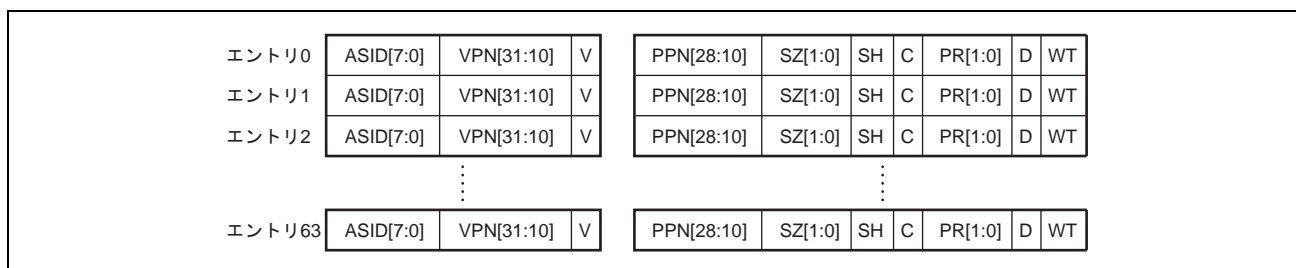 エントリ0 ASID[7:0] VPN[31:10] V PPN[28:10] SZ[1:0] SH C PR[1:0] D WT
エントリ1 ASID[7:0] VPN[31:10] V PPN[28:10] SZ[1:0] SH C PR[1:0] D WT
エントリ2 ASID[7:0] VPN[31:10] V PPN[28:10] SZ[1:0] SH C PR[1:0] D WT
エントリ63 ASID[7:0] VPN[31:10] V PPN[28:10] SZ[1:0] SH C PR[1:0] D WT